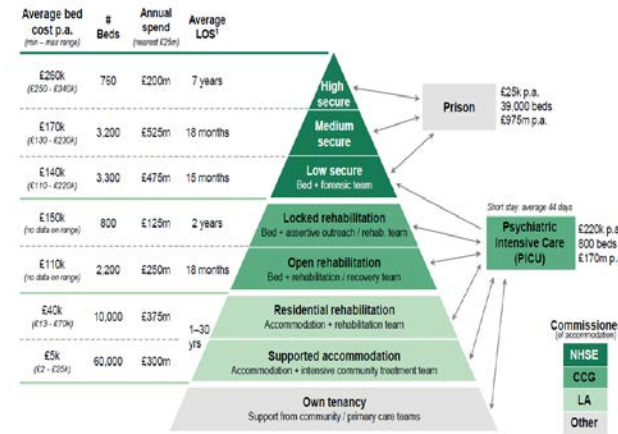 Average bed cost p.a. # Beds Annual spend Average LOS¹
(min – max range) (nearest £25m)
£260k 760 £200m 7 years
(£250 - £340k)
£170k 3,200 £525m 18 months
(£130 - £230k)
£140k 3,300 £475m 15 months
(£110 - £220k)
£150k 800 £125m 2 years
(no data on range)
£110k 2,200 £250m 18 months
(no data on range)
£40k 10,000 £375m
(£13 - £70k)
1–30 yrs
£5k 60,000 £300m
(£2 - £25k)
High
secure
Medium
secure
Low secure
Bed + forensic team
Locked rehabilitation
Bed + assertive outreach / rehab. team
Open rehabilitation
Bed + rehabilitation / recovery team
Residential rehabilitation
Accommodation + rehabilitation team
Supported accommodation
Accommodation + intensive community treatment team
Own tenancy
Support from community / primary care teams
Prison
£25k p.a.
39,000 beds
£975m p.a.
Short stay: average 44 days
Psychiatric
Intensive Care
(PICU)
£220k p.a
800 beds
£170m p.a
Commissione
(of accommodation)
NHSE
CCG
LA
Other